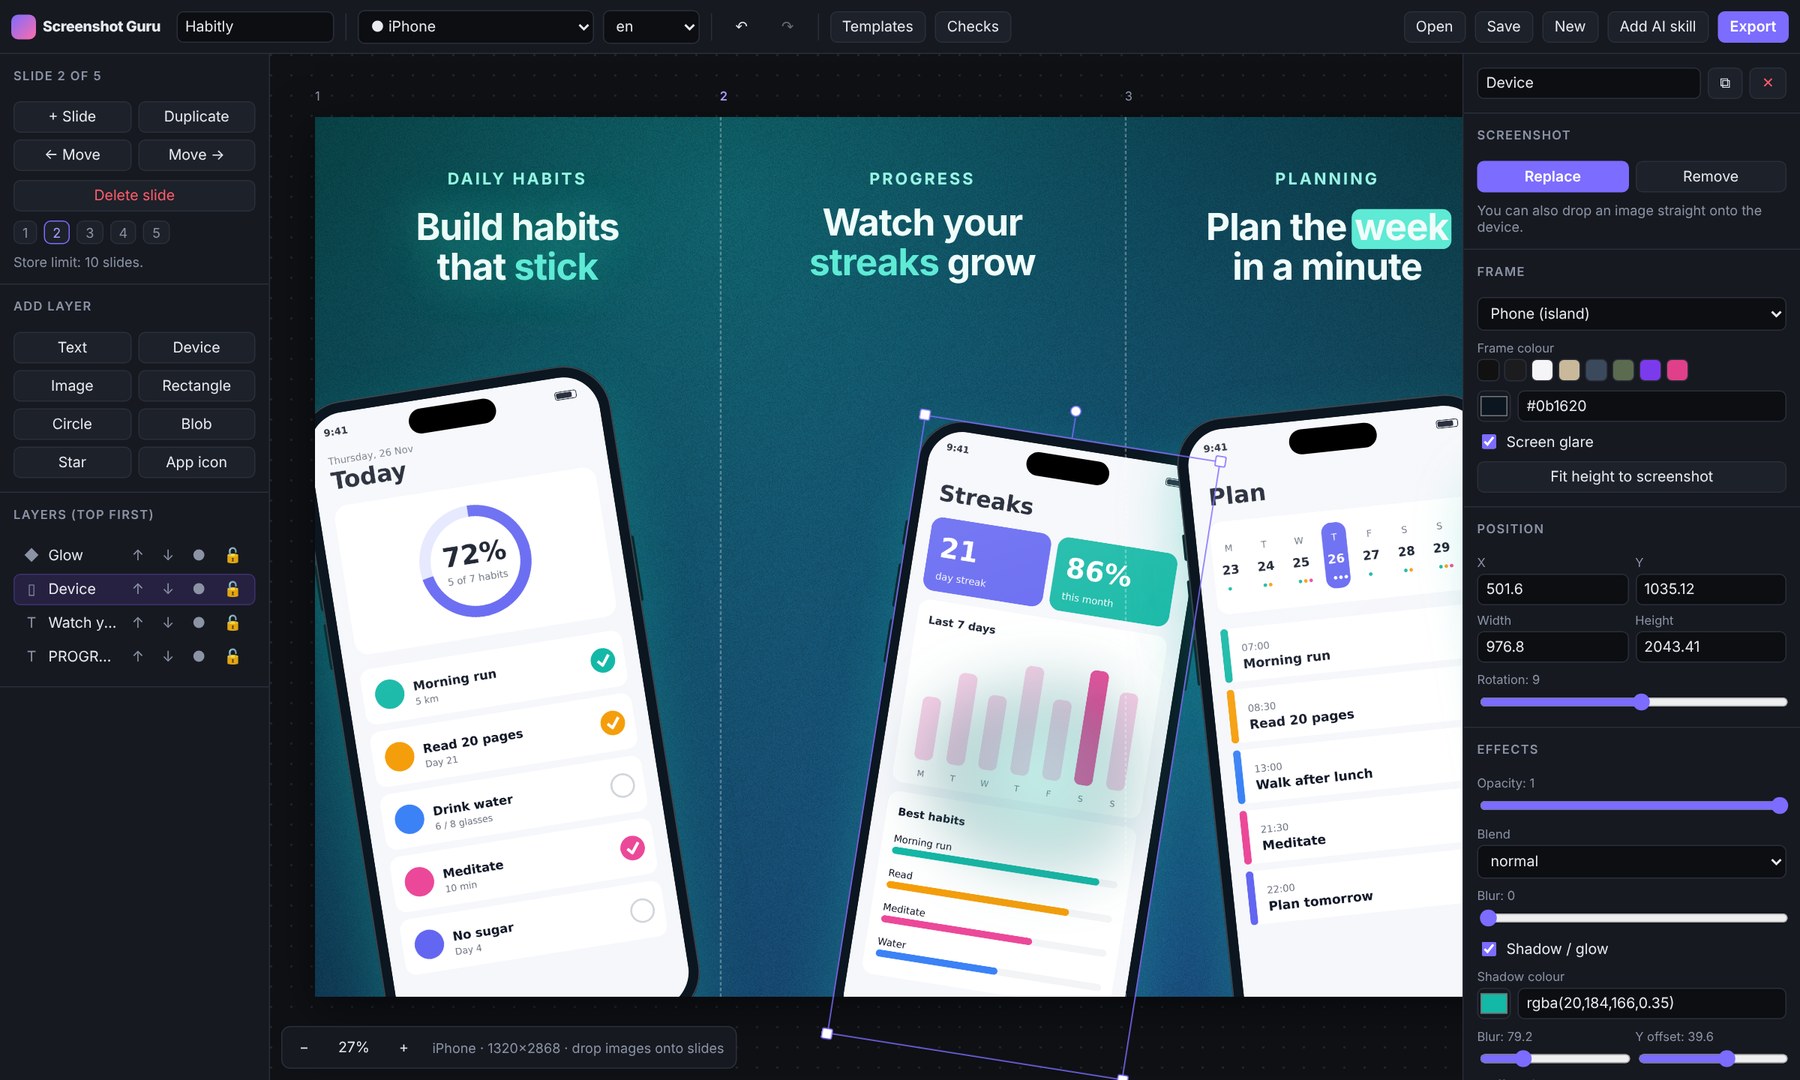 Screenshot Guru
Habitly
iPhone
en
Templates
Checks
Open
Save
New
Add AI skill
Export
SLIDE 2 OF 5
+ Slide
Duplicate
← Move
Move →
Delete slide
1 2 3 4 5
Store limit: 10 slides.
ADD LAYER
Text
Device
Image
Rectangle
Circle
Blob
Star
App icon
LAYERS (TOP FIRST)
Glow
Device
T Watch y...
T PROGR...
1
2
3
DAILY HABITS
Build habits
that stick
9:41
Thursday, 26 Nov
Today
72%
5 of 7 habits
Morning run
5 km
Read 20 pages
Day 21
Drink water
6 / 8 glasses
Meditate
10 min
No sugar
Day 4
PROGRESS
Watch your
streaks grow
9:41
Streaks
21
day streak
86%
this month
Last 7 days
M T W T F S S
Best habits
Morning run
Read
Meditate
Water
PLANNING
Plan the week
in a minute
9:41
Plan
M T W T F S S
23 24 25 26 27 28 29
07:00
Morning run
08:30
Read 20 pages
13:00
Walk after lunch
21:30
Meditate
22:00
Plan tomorrow
− 27% +
iPhone · 1320×2868 · drop images onto slides
Device
SCREENSHOT
Replace
Remove
You can also drop an image straight onto the
device.
FRAME
Phone (island)
Frame colour
#0b1620
Screen glare
Fit height to screenshot
POSITION
X
Y
501.6
1035.12
Width
Height
976.8
2043.41
Rotation: 9
EFFECTS
Opacity: 1
Blend
normal
Blur: 0
Shadow / glow
Shadow colour
rgba(20,184,166,0.35)
Blur: 79.2
Y offset: 39.6